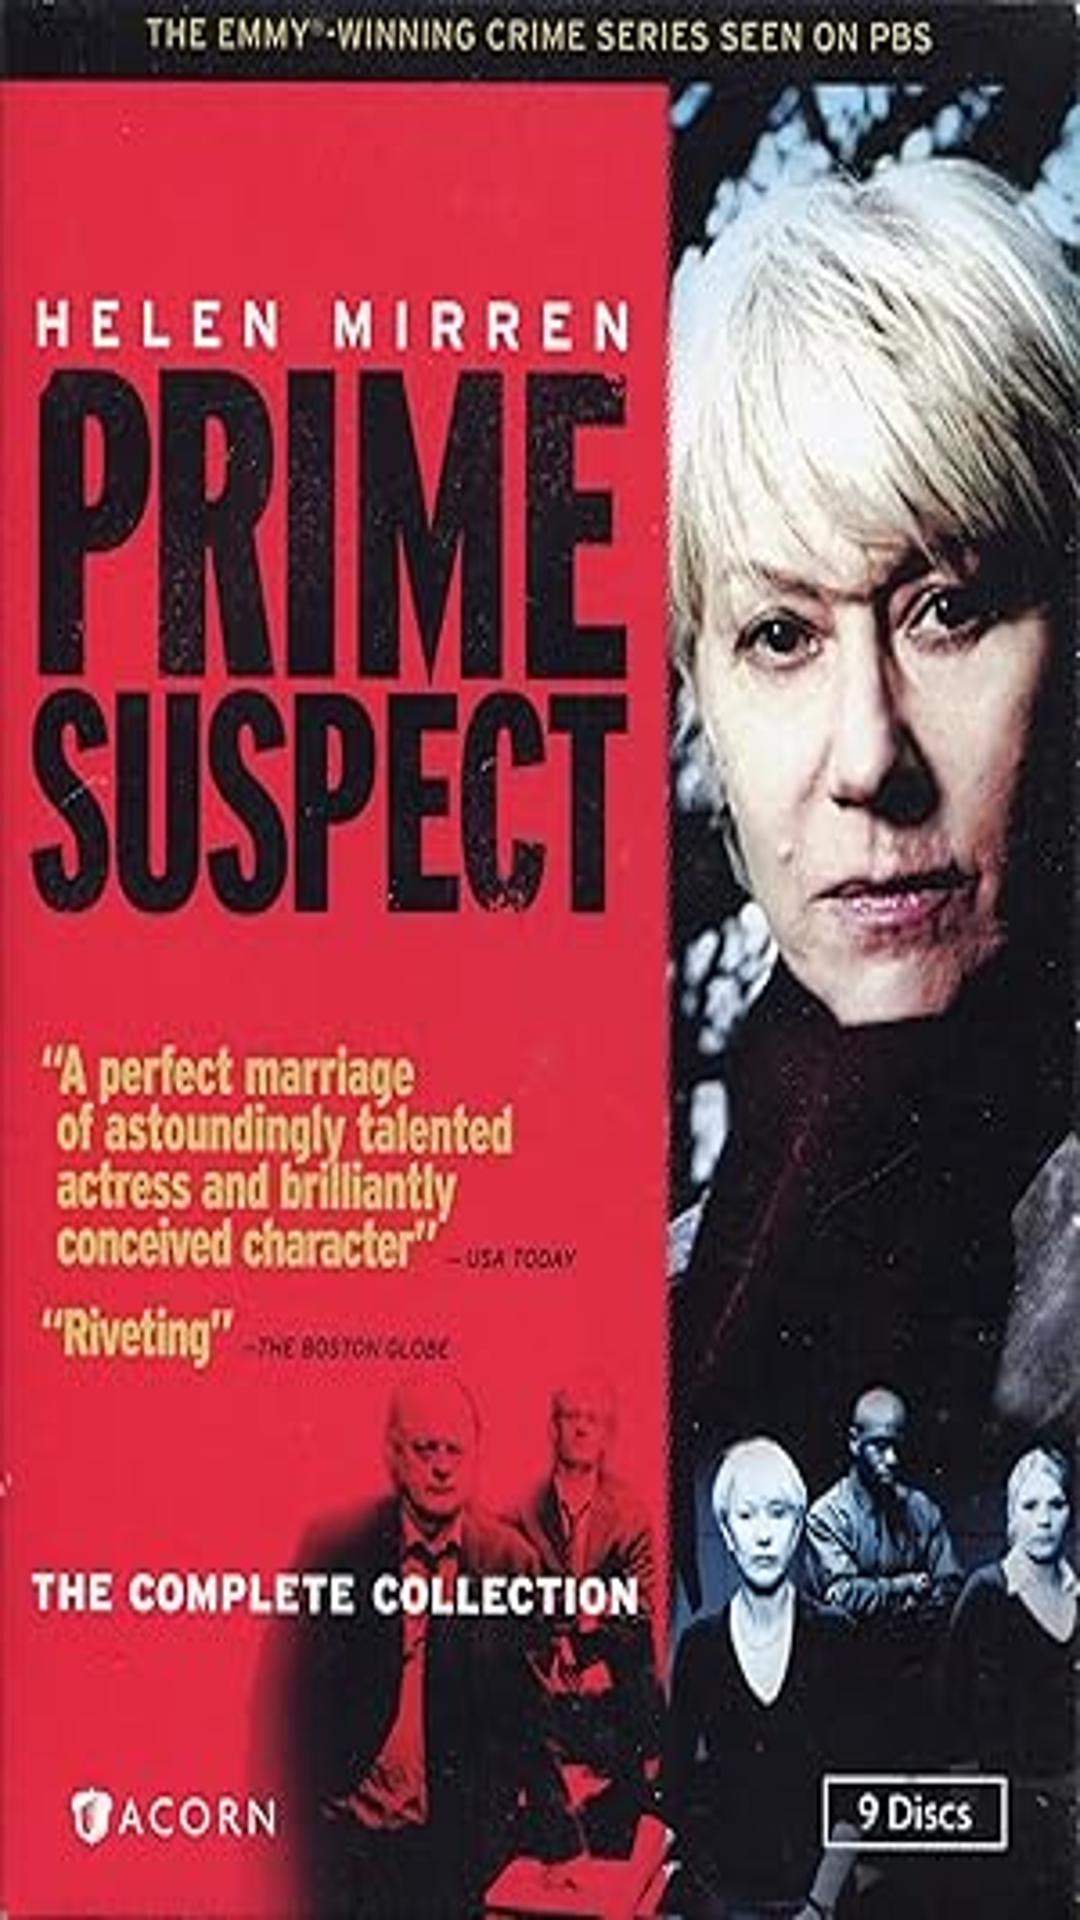 THE EMMY®-WINNING CRIME SERIES SEEN ON PBS
HELEN MIRREN
PRIME
SUSPECT
“A perfect marriage
of astoundingly talented
actress and brilliantly
conceived character” –USA TODAY
“Riveting” –THE BOSTON GLOBE
THE COMPLETE COLLECTION
ACORN
9 Discs